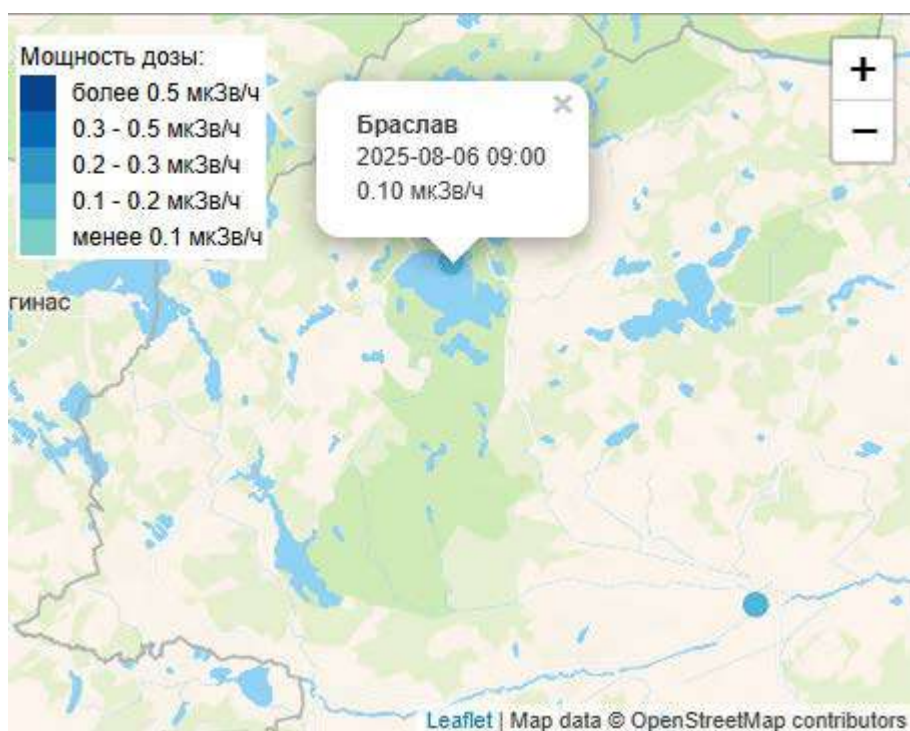 Мощность дозы:
более 0.5 мкЗв/ч
0.3 - 0.5 мкЗв/ч
0.2 - 0.3 мкЗв/ч
0.1 - 0.2 мкЗв/ч
менее 0.1 мкЗв/ч
Браслав
2025-08-06 09:00
0.10 мкЗв/ч
×
+
−
гинас
Leaflet | Map data © OpenStreetMap contributors